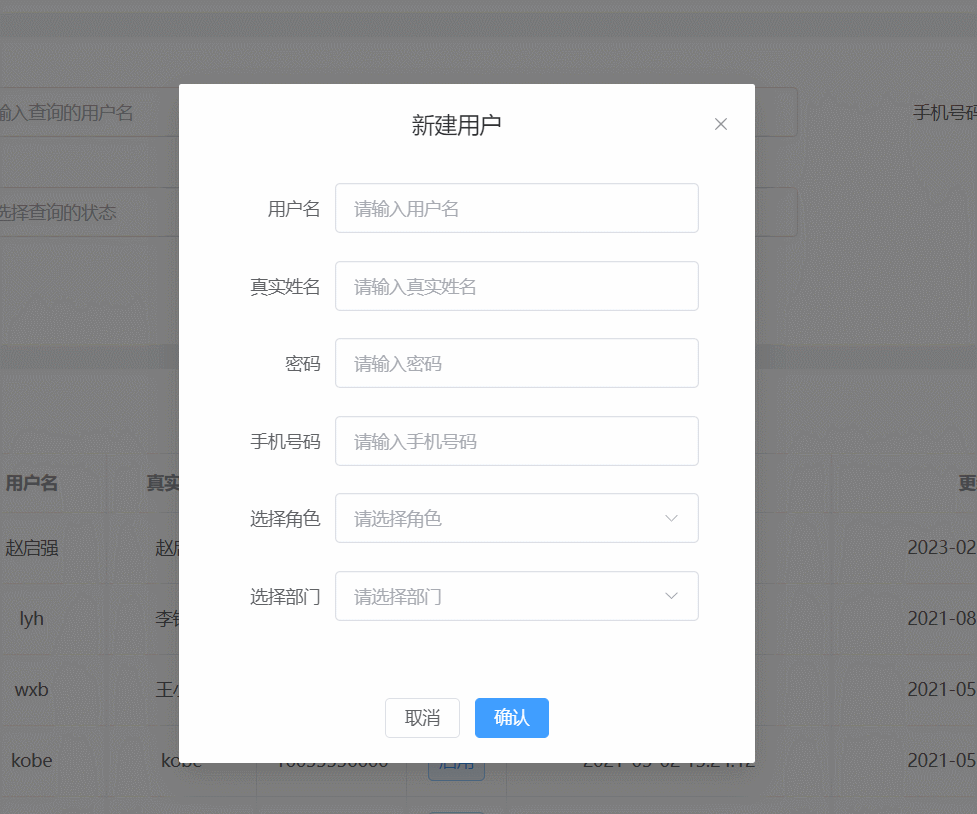 新建用户
输入查询的用户名
手机号码
选择查询的状态
用户名 请输入用户名
真实姓名 请输入真实姓名
密码 请输入密码
手机号码 请输入手机号码
选择角色 请选择角色
选择部门 请选择部门
取消 确认
用户名 真实 更
赵启强 赵启 2023-02
lyh 李 2021-08
wxb 王小 2021-05
kobe kobe 启用 2021-05